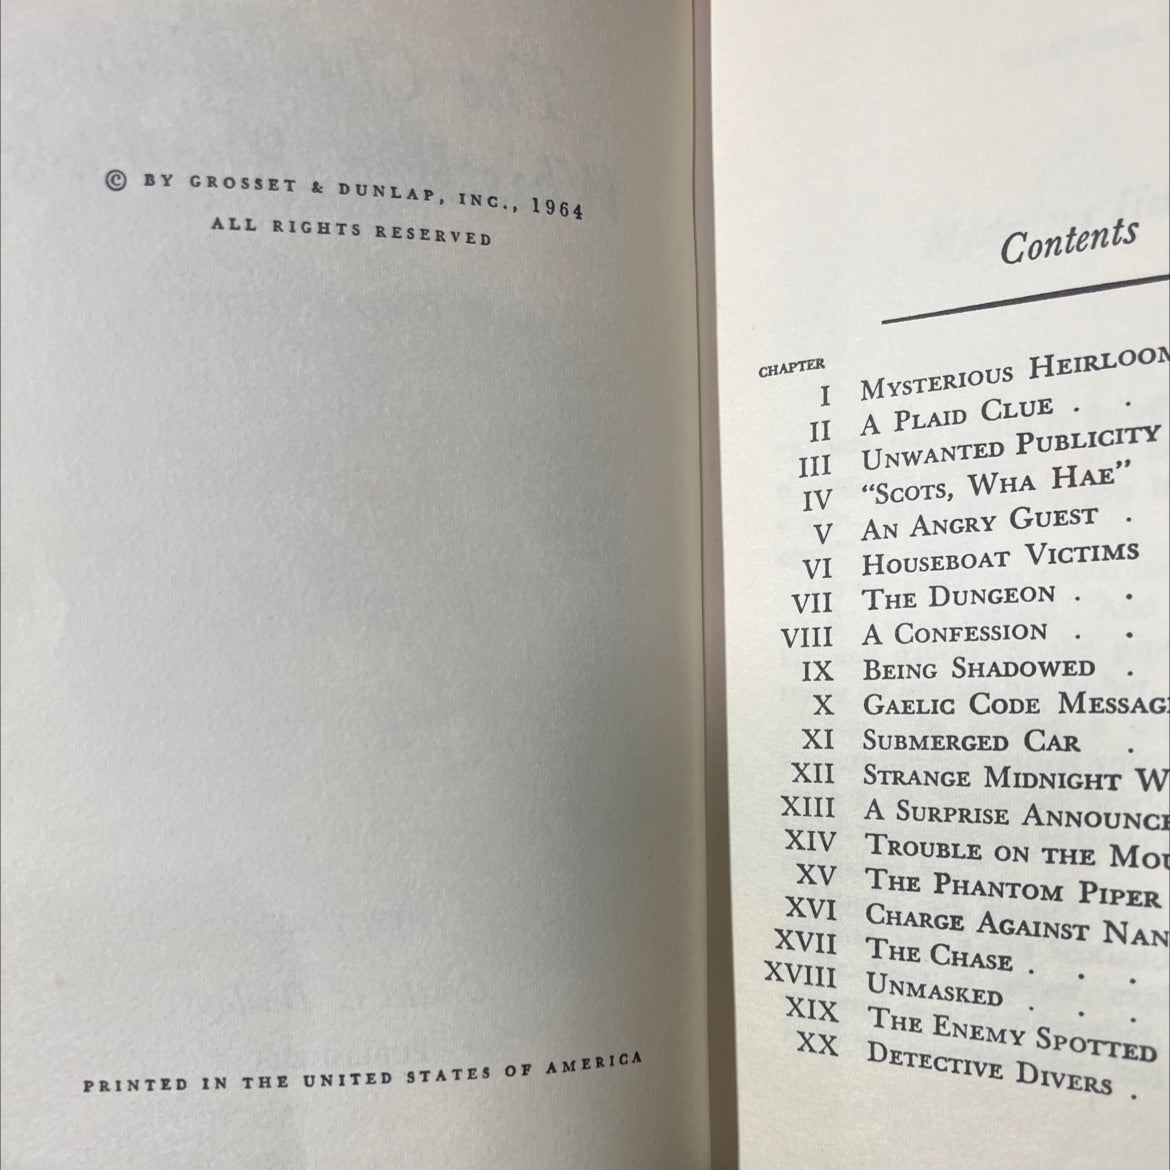 © BY GROSSET & DUNLAP, INC., 1964
ALL RIGHTS RESERVED
PRINTED IN THE UNITED STATES OF AMERICA
Contents
CHAPTER
I MYSTERIOUS HEIRLOOM
II A PLAID CLUE . .
III UNWANTED PUBLICITY
IV “SCOTS, WHA HAE”
V AN ANGRY GUEST .
VI HOUSEBOAT VICTIMS
VII THE DUNGEON . .
VIII A CONFESSION . .
IX BEING SHADOWED .
X GAELIC CODE MESSAG
XI SUBMERGED CAR .
XII STRANGE MIDNIGHT W
XIII A SURPRISE ANNOUNCE
XIV TROUBLE ON THE MOU
XV THE PHANTOM PIPER
XVI CHARGE AGAINST NAN
XVII THE CHASE . . .
XVIII UNMASKED . . .
XIX THE ENEMY SPOTTED
XX DETECTIVE DIVERS .